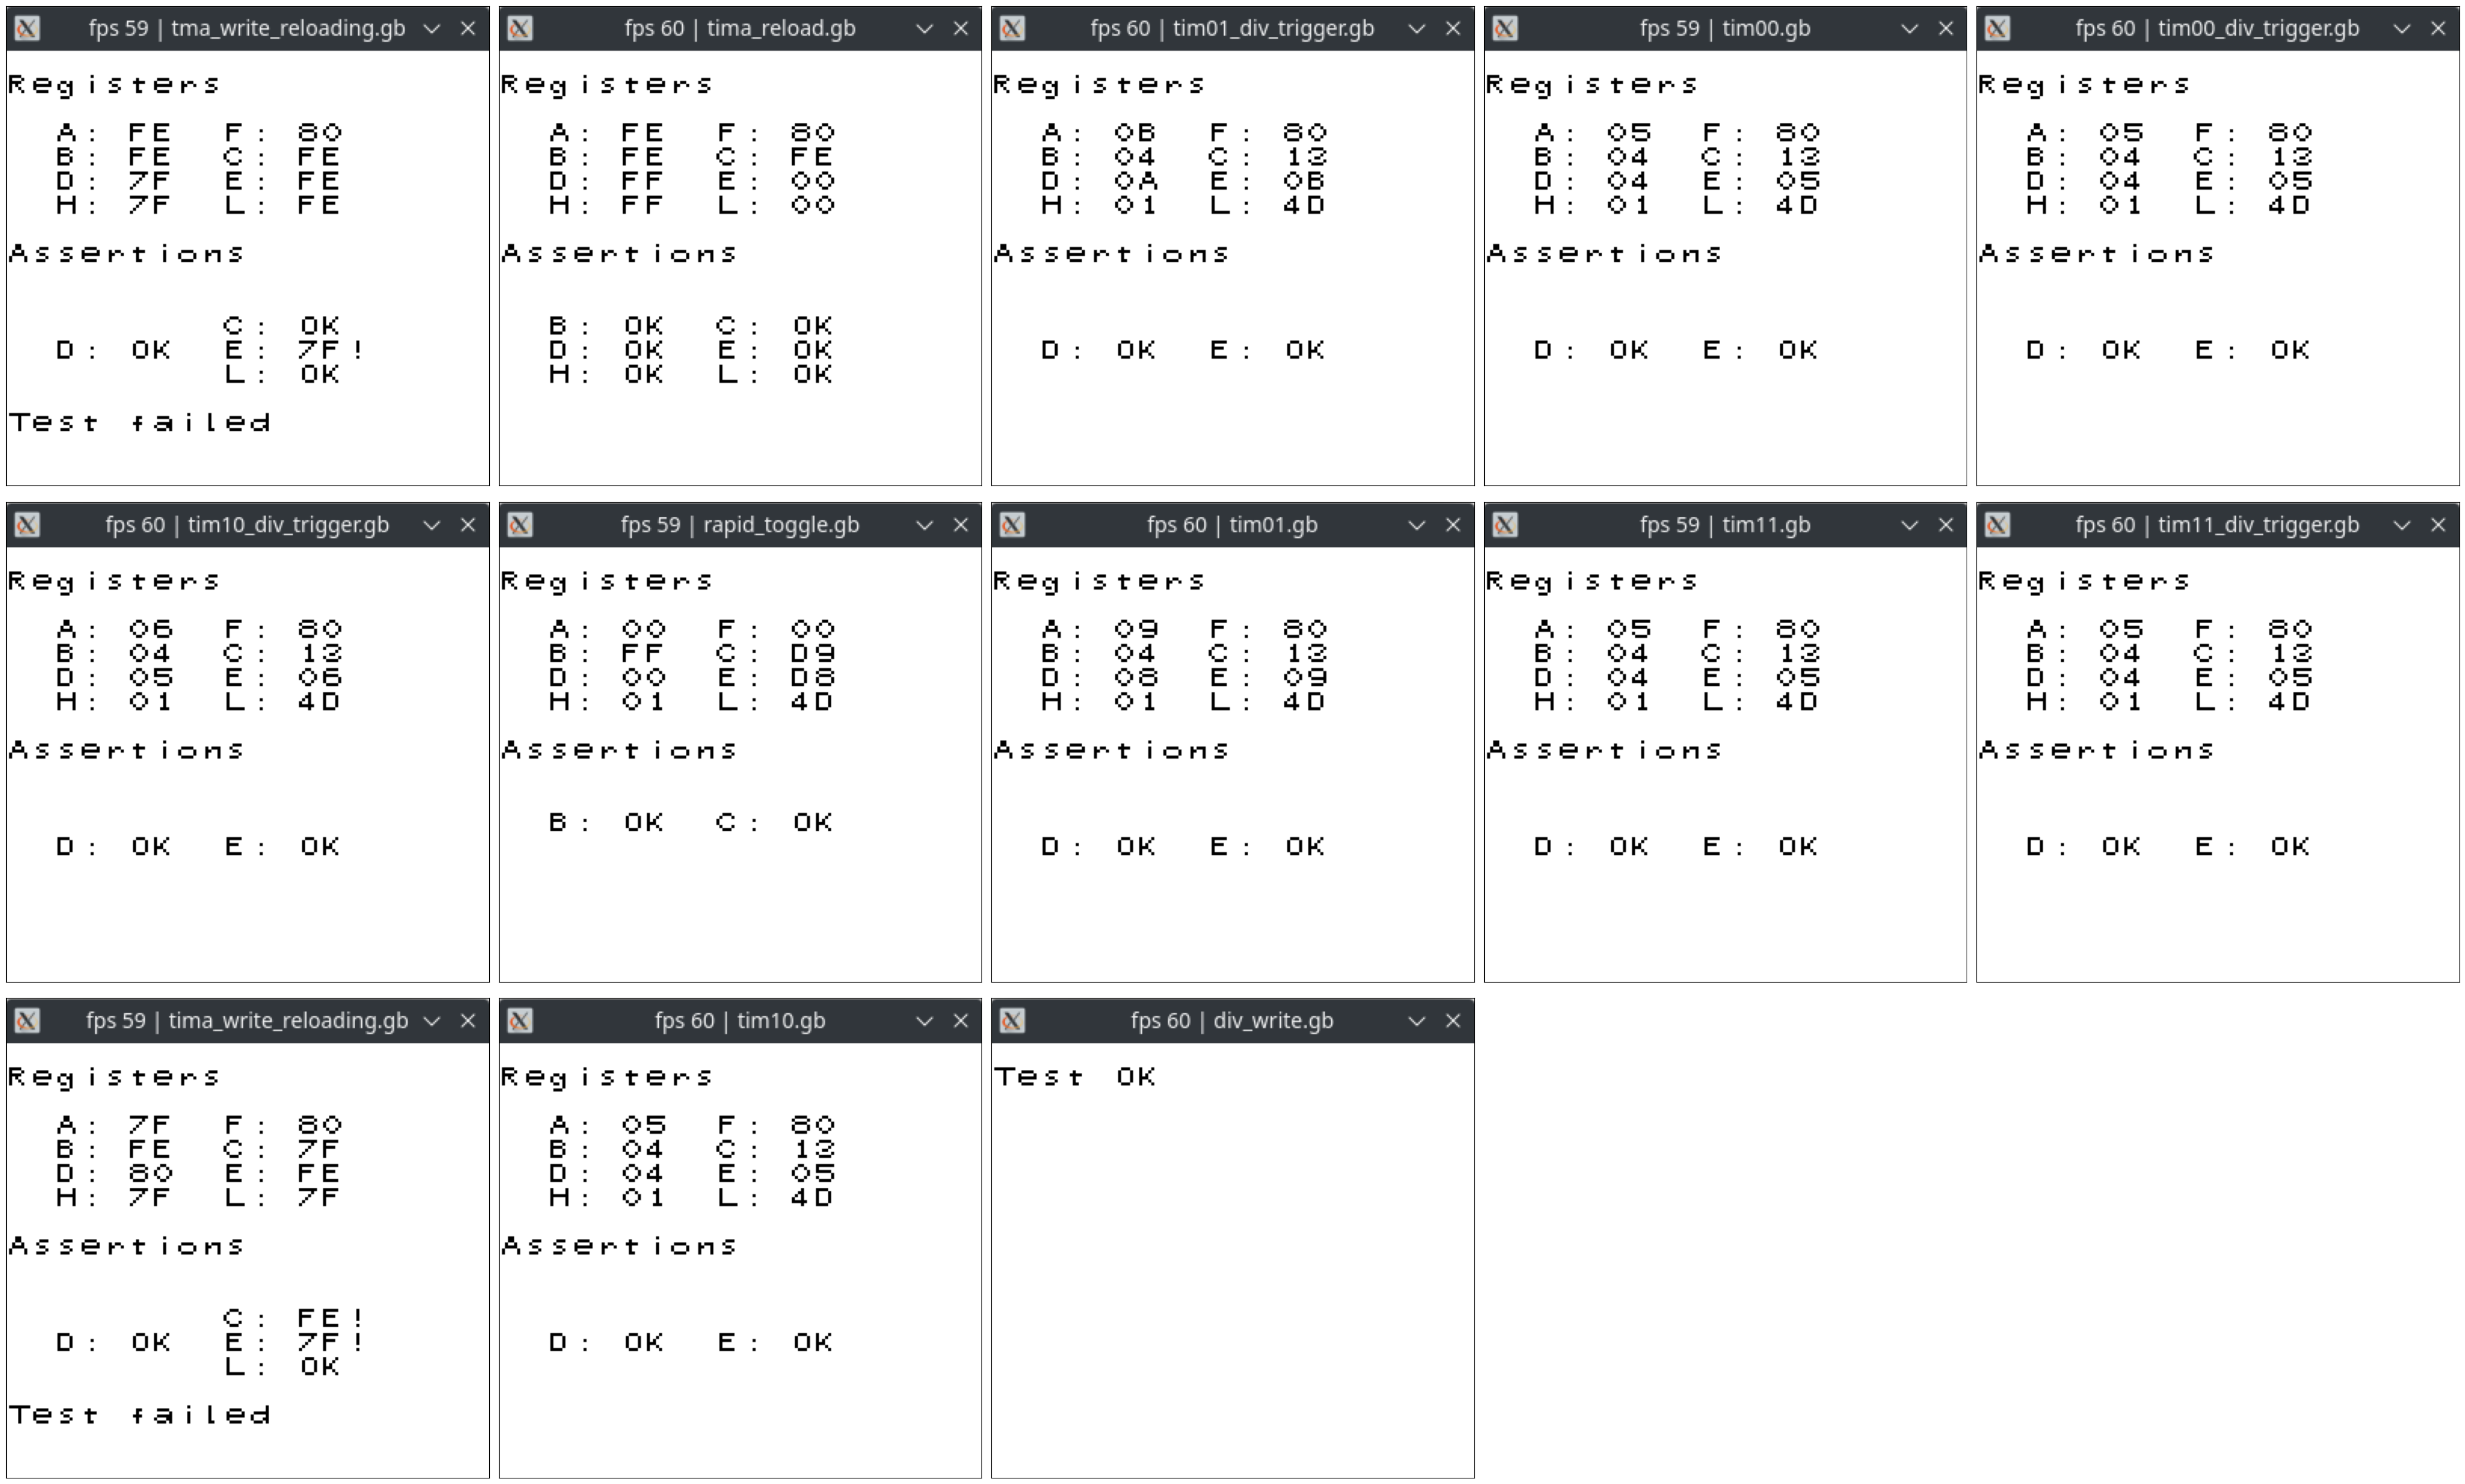 fps 59 | tma_write_reloading.gb
Registers
A: FE F: 80
B: FE C: FE
D: 7F E: FE
H: 7F L: FE
Assertions
C: OK
D: OK E: 7F!
L: OK
Test failed
fps 60 | tima_reload.gb
Registers
A: FE F: 80
B: FE C: FE
D: FF E: 00
H: FF L: 00
Assertions
B: OK C: OK
D: OK E: OK
H: OK L: OK
fps 60 | tim01_div_trigger.gb
Registers
A: 0B F: 80
B: 04 C: 13
D: 0A E: 0B
H: 01 L: 4D
Assertions
D: OK E: OK
fps 59 | tim00.gb
Registers
A: 05 F: 80
B: 04 C: 13
D: 04 E: 05
H: 01 L: 4D
Assertions
D: OK E: OK
fps 60 | tim00_div_trigger.gb
Registers
A: 05 F: 80
B: 04 C: 13
D: 04 E: 05
H: 01 L: 4D
Assertions
D: OK E: OK
fps 60 | tim10_div_trigger.gb
Registers
A: 06 F: 80
B: 04 C: 13
D: 05 E: 06
H: 01 L: 4D
Assertions
D: OK E: OK
fps 59 | rapid_toggle.gb
Registers
A: 00 F: 00
B: FF C: D9
D: 00 E: D8
H: 01 L: 4D
Assertions
B: OK C: OK
fps 60 | tim01.gb
Registers
A: 09 F: 80
B: 04 C: 13
D: 08 E: 09
H: 01 L: 4D
Assertions
D: OK E: OK
fps 59 | tim11.gb
Registers
A: 05 F: 80
B: 04 C: 13
D: 04 E: 05
H: 01 L: 4D
Assertions
D: OK E: OK
fps 60 | tim11_div_trigger.gb
Registers
A: 05 F: 80
B: 04 C: 13
D: 04 E: 05
H: 01 L: 4D
Assertions
D: OK E: OK
fps 59 | tima_write_reloading.gb
Registers
A: 7F F: 80
B: FE C: 7F
D: 80 E: FE
H: 7F L: 7F
Assertions
C: FE!
D: OK E: 7F!
L: OK
Test failed
fps 60 | tim10.gb
Registers
A: 05 F: 80
B: 04 C: 13
D: 04 E: 05
H: 01 L: 4D
Assertions
D: OK E: OK
fps 60 | div_write.gb
Test OK